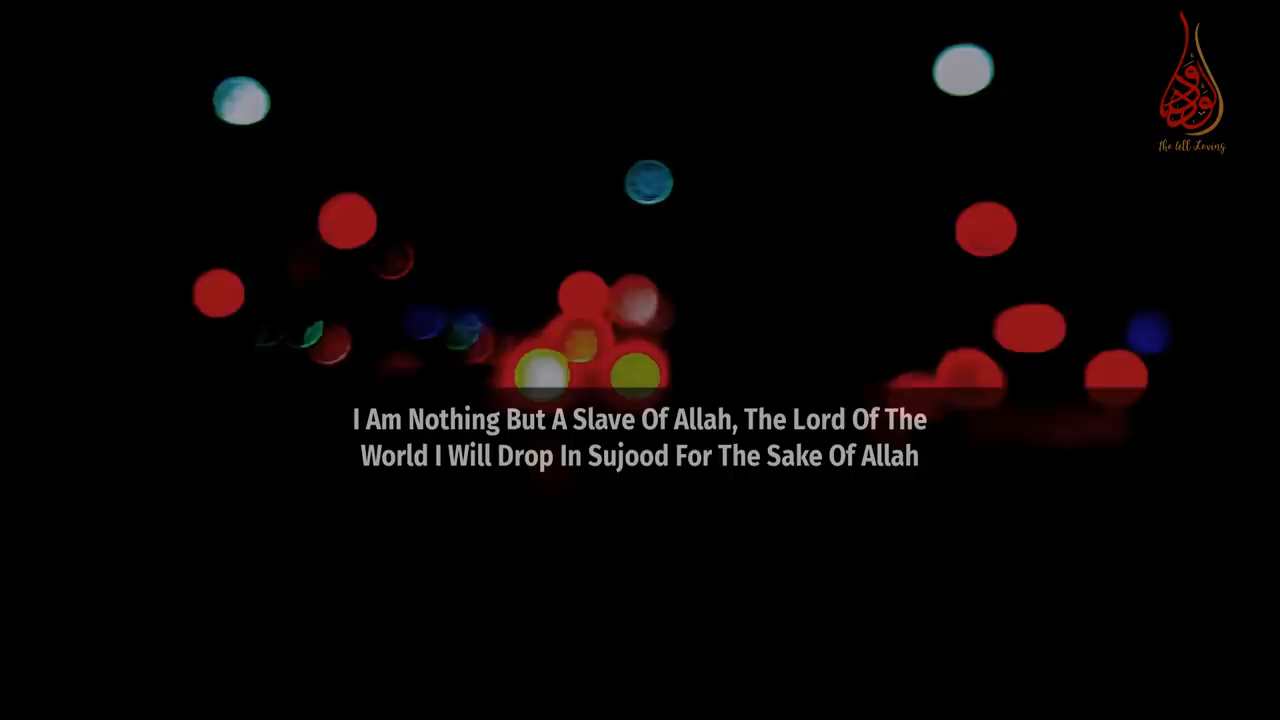 الودود
the All Loving
I Am Nothing But A Slave Of Allah, The Lord Of The
World I Will Drop In Sujood For The Sake Of Allah